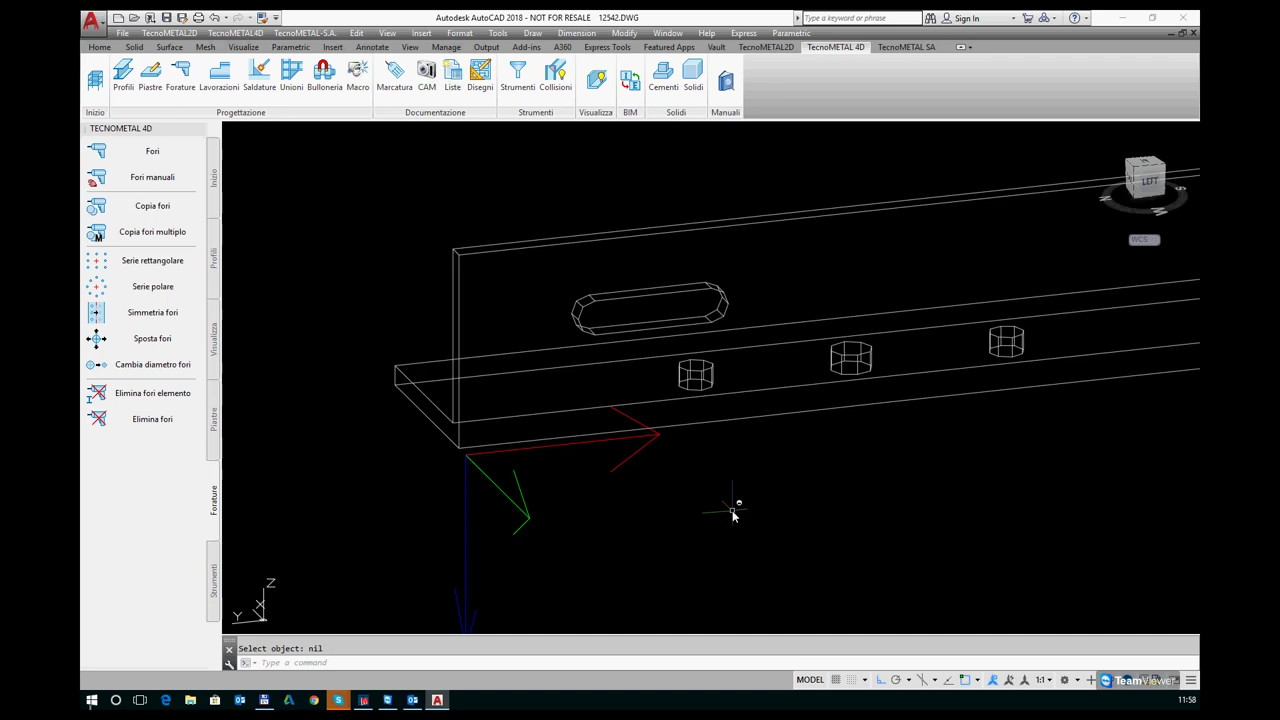 Autodesk AutoCAD 2018 - NOT FOR RESALE 12542.DWG
Type a keyword or phrase
Sign In
File TecnoMETAL2D TecnoMETAL4D TecnoMETAL-S.A. Edit View Insert Format Tools Draw Dimension Modify Window Help Express Parametric
Home Solid Surface Mesh Visualize Parametric Insert Annotate View Manage Output Add-ins A360 Express Tools Featured Apps Vault TecnoMETAL2D TecnoMETAL 4D TecnoMETAL SA
Profili Piastre Forature Lavorazioni Saldature Unioni Bulloneria Macro Marcatura CAM Liste Disegni Strumenti Collisioni Cementi Solidi
Inizio Progettazione Documentazione Strumenti Visualizza BIM Solidi Manuali
TECNOMETAL 4D
Fori
Fori manuali
Copia fori
Copia fori multiplo
Serie rettangolare
Serie polare
Simmetria fori
Sposta fori
Cambia diametro fori
Elimina fori elemento
Elimina fori
Inizio
Profili
Visualizza
Piastre
Forature
Strumenti
LEFT
N
S
WCS
Z
X
Y
Select object: nil
Type a command
MODEL
1:1
TeamViewer
11:58